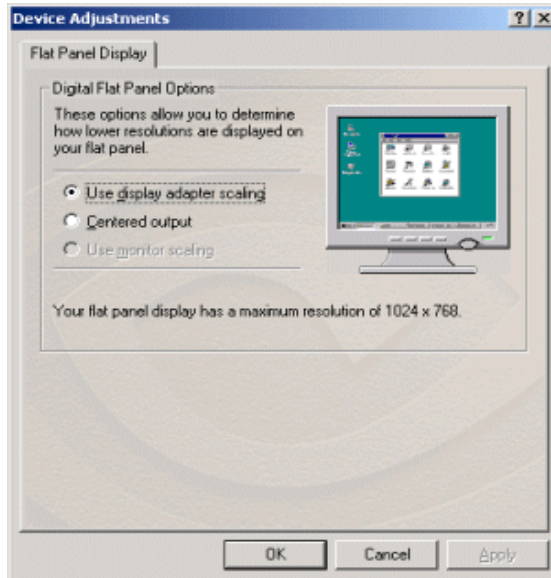 Device Adjustments
Flat Panel Display
Digital Flat Panel Options
These options allow you to determine
how lower resolutions are displayed on
your flat panel.
Use display adapter scaling
Centered output
Use monitor scaling
Your flat panel display has a maximum resolution of 1024 x 768.
OK
Cancel
Apply